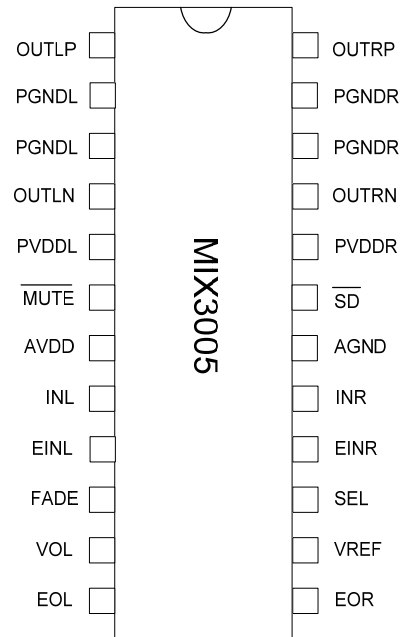 OUTLP OUTRP
PGNDL PGNDR
PGNDL PGNDR
OUTLN OUTRN
PVDDL PVDDR
MUTE SD
AVDD AGND
INL INR
EINL EINR
FADE SEL
VOL VREF
EOL EOR
MIX3005